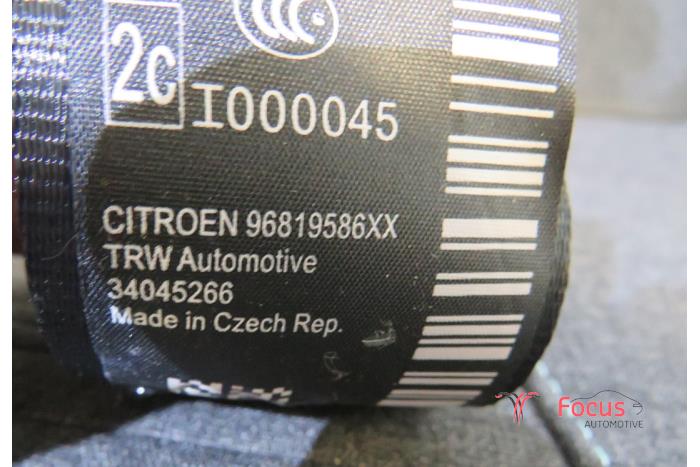 2C
I000045
CITROEN 96819586XX
TRW Automotive
34045266
Made in Czech Rep.
Focus
AUTOMOTIVE